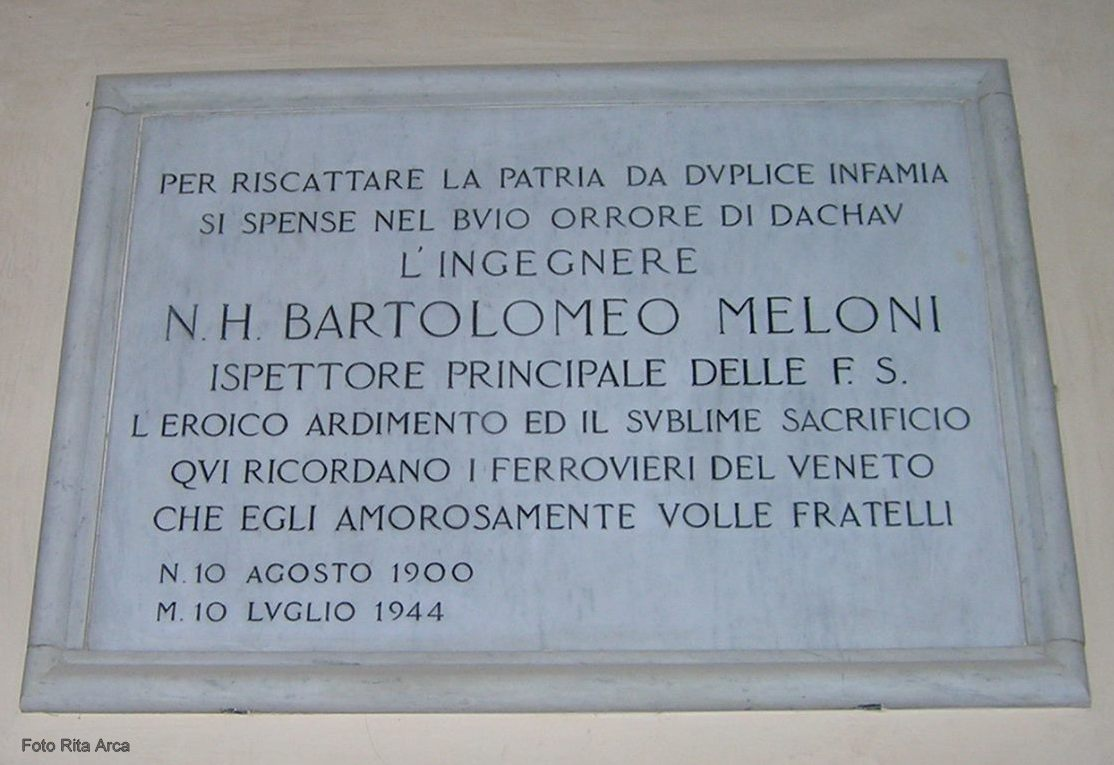 PER RISCATTARE LA PATRIA DA DVPLICE INFAMIA
SI SPENSE NEL BVIO ORRORE DI DACHAV
L'INGEGNERE
N. H. BARTOLOMEO MELONI
ISPETTORE PRINCIPALE DELLE F. S.
L EROICO ARDIMENTO ED IL SVBLIME SACRIFICIO
QVI RICORDANO I FERROVIERI DEL VENETO
CHE EGLI AMOROSAMENTE VOLLE FRATELLI
N. 10 AGOSTO 1900
M. 10 LVGLIO 1944
Foto Rita Arca